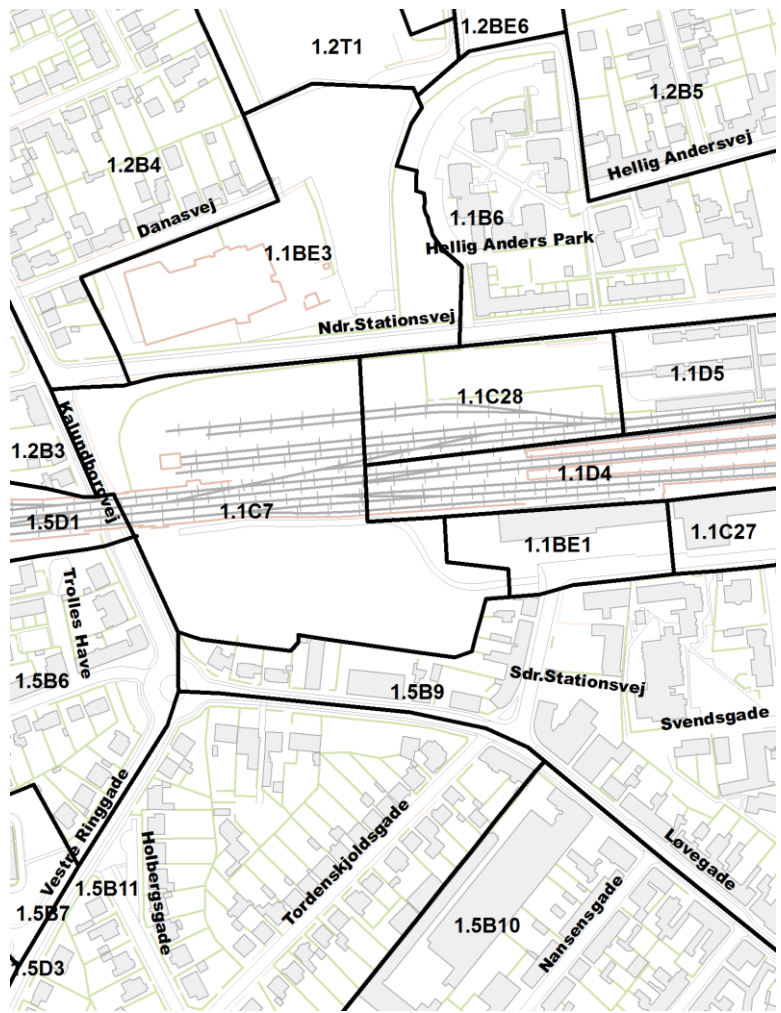 1.2BE6
1.2T1
1.2B5
Hellig Andersvej
1.2B4
Danasvej
1.1B6
Hellig Anders Park
1.1BE3
Ndr.Stationsvej
1.1D5
1.1C28
Kalundborgvej
1.2B3
1.1D4
1.1C7
1.5D1
1.1C27
1.1BE1
Trolles Have
1.5B6
1.5B9
Sdr.Stationsvej
Svendsgade
Vestre Ringgade
Holbergsgade
Tordenskjoldsgade
Løvegade
1.5B11
1.5B7
1.5B10
Nansensgade
1.5D3